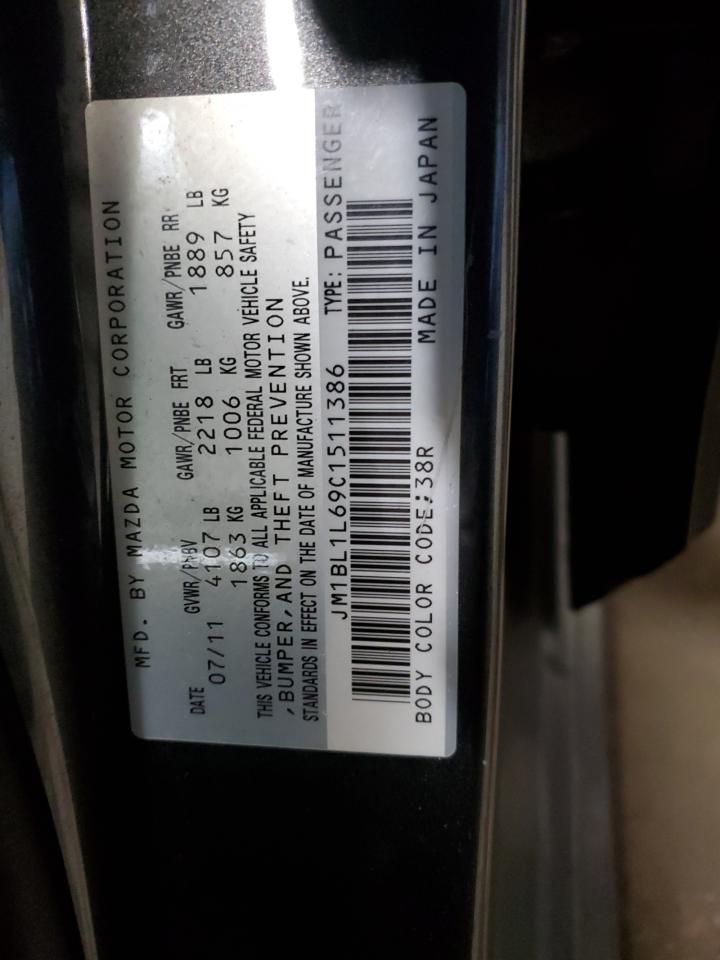 MFD. BY MAZDA MOTOR CORPORATION
DATE GVWR/PNBV GAWR/PNBE FRT GAWR/PNBE RR
07/11 4107 LB 2218 LB 1889 LB
1863 KG 1006 KG 857 KG
THIS VEHICLE CONFORMS TO ALL APPLICABLE FEDERAL MOTOR VEHICLE SAFETY
,BUMPER,AND THEFT PREVENTION
STANDARDS IN EFFECT ON THE DATE OF MANUFACTURE SHOWN ABOVE.
JM1BL1L69C1511386 TYPE: PASSENGER
BODY COLOR CODE:38R MADE IN JAPAN